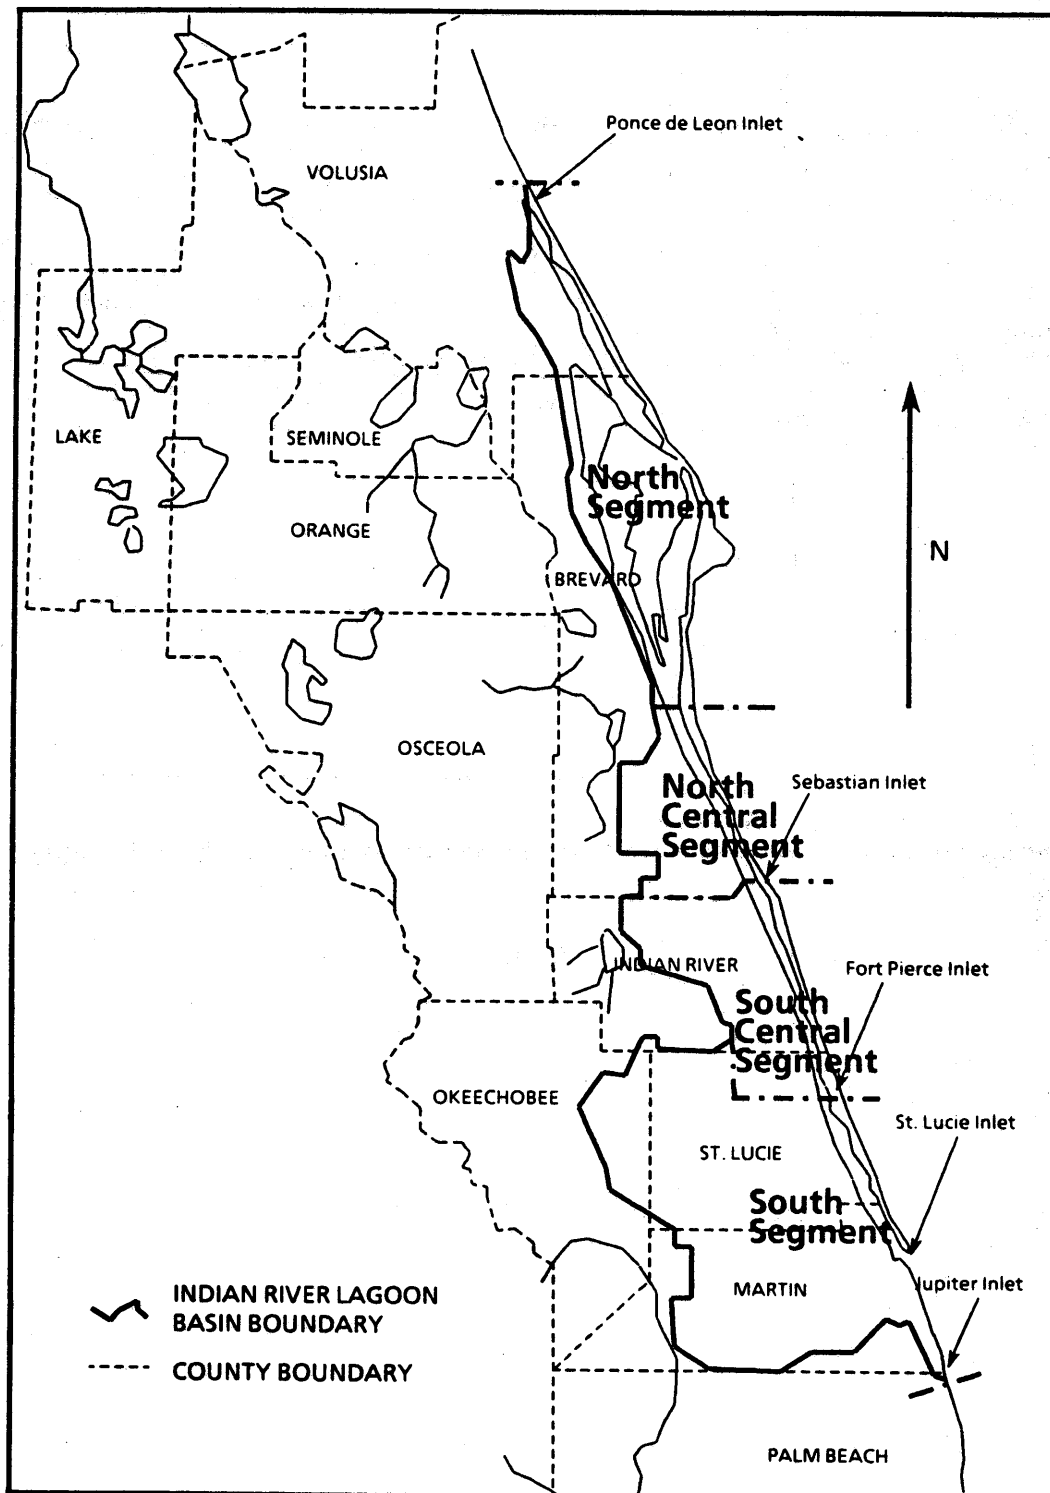 Ponce de Leon Inlet
VOLUSIA
LAKE
SEMINOLE
North
Segment
ORANGE
N
BREVARD
OSCEOLA
Sebastian Inlet
North
Central
Segment
INDIAN RIVER
Fort Pierce Inlet
South
Central
Segment
OKEECHOBEE
St. Lucie Inlet
ST. LUCIE
South
Segment
MARTIN
Jupiter Inlet
INDIAN RIVER LAGOON
BASIN BOUNDARY
COUNTY BOUNDARY
PALM BEACH